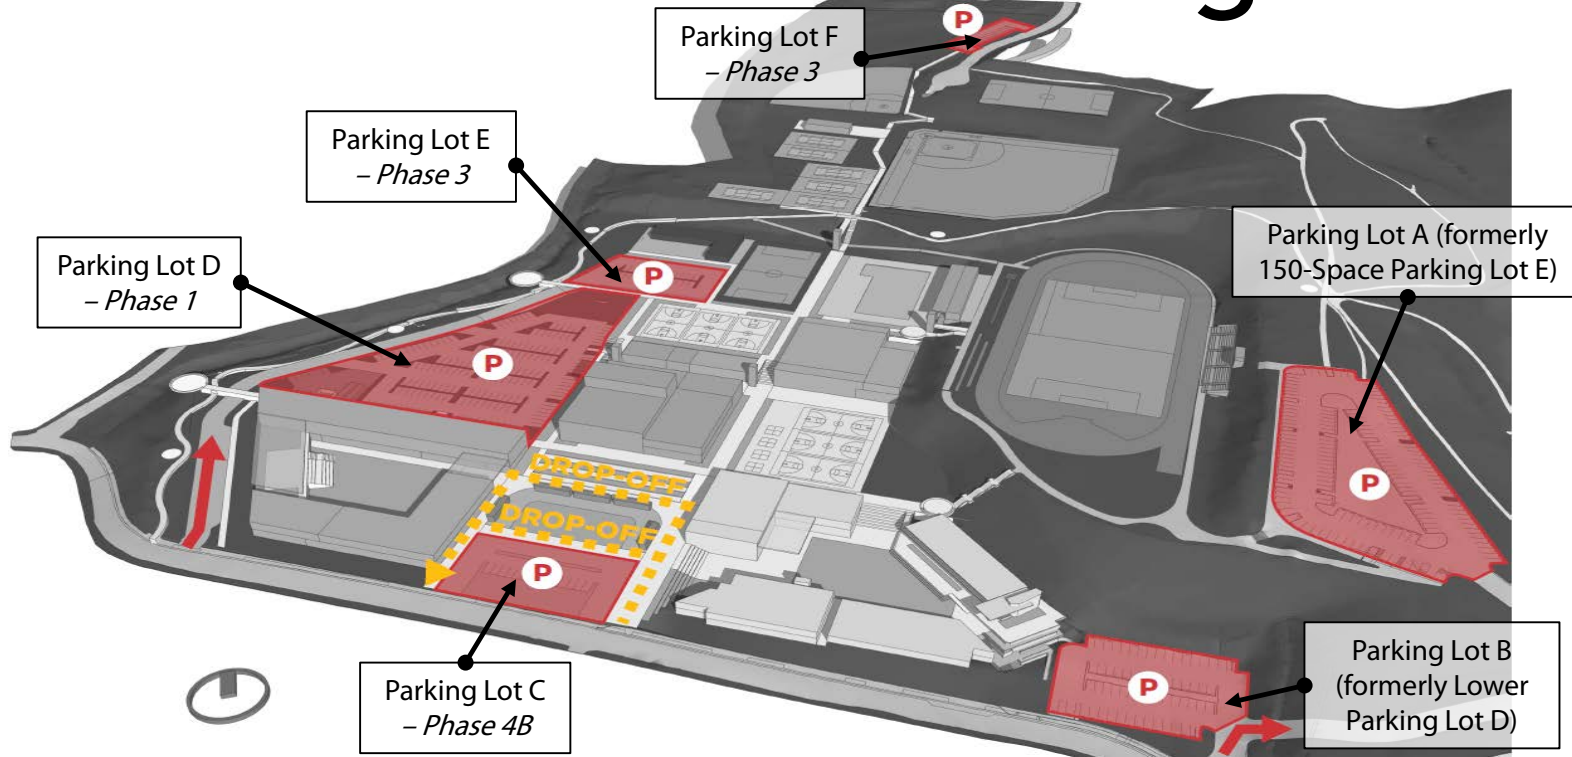 P
Parking Lot F
– Phase 3
Parking Lot E
– Phase 3
Parking Lot A (formerly
150-Space Parking Lot E)
Parking Lot D
– Phase 1
P
P
P
DROP-OFF
DROP-OFF
P
Parking Lot C
– Phase 4B
P
Parking Lot B
(formerly Lower
Parking Lot D)